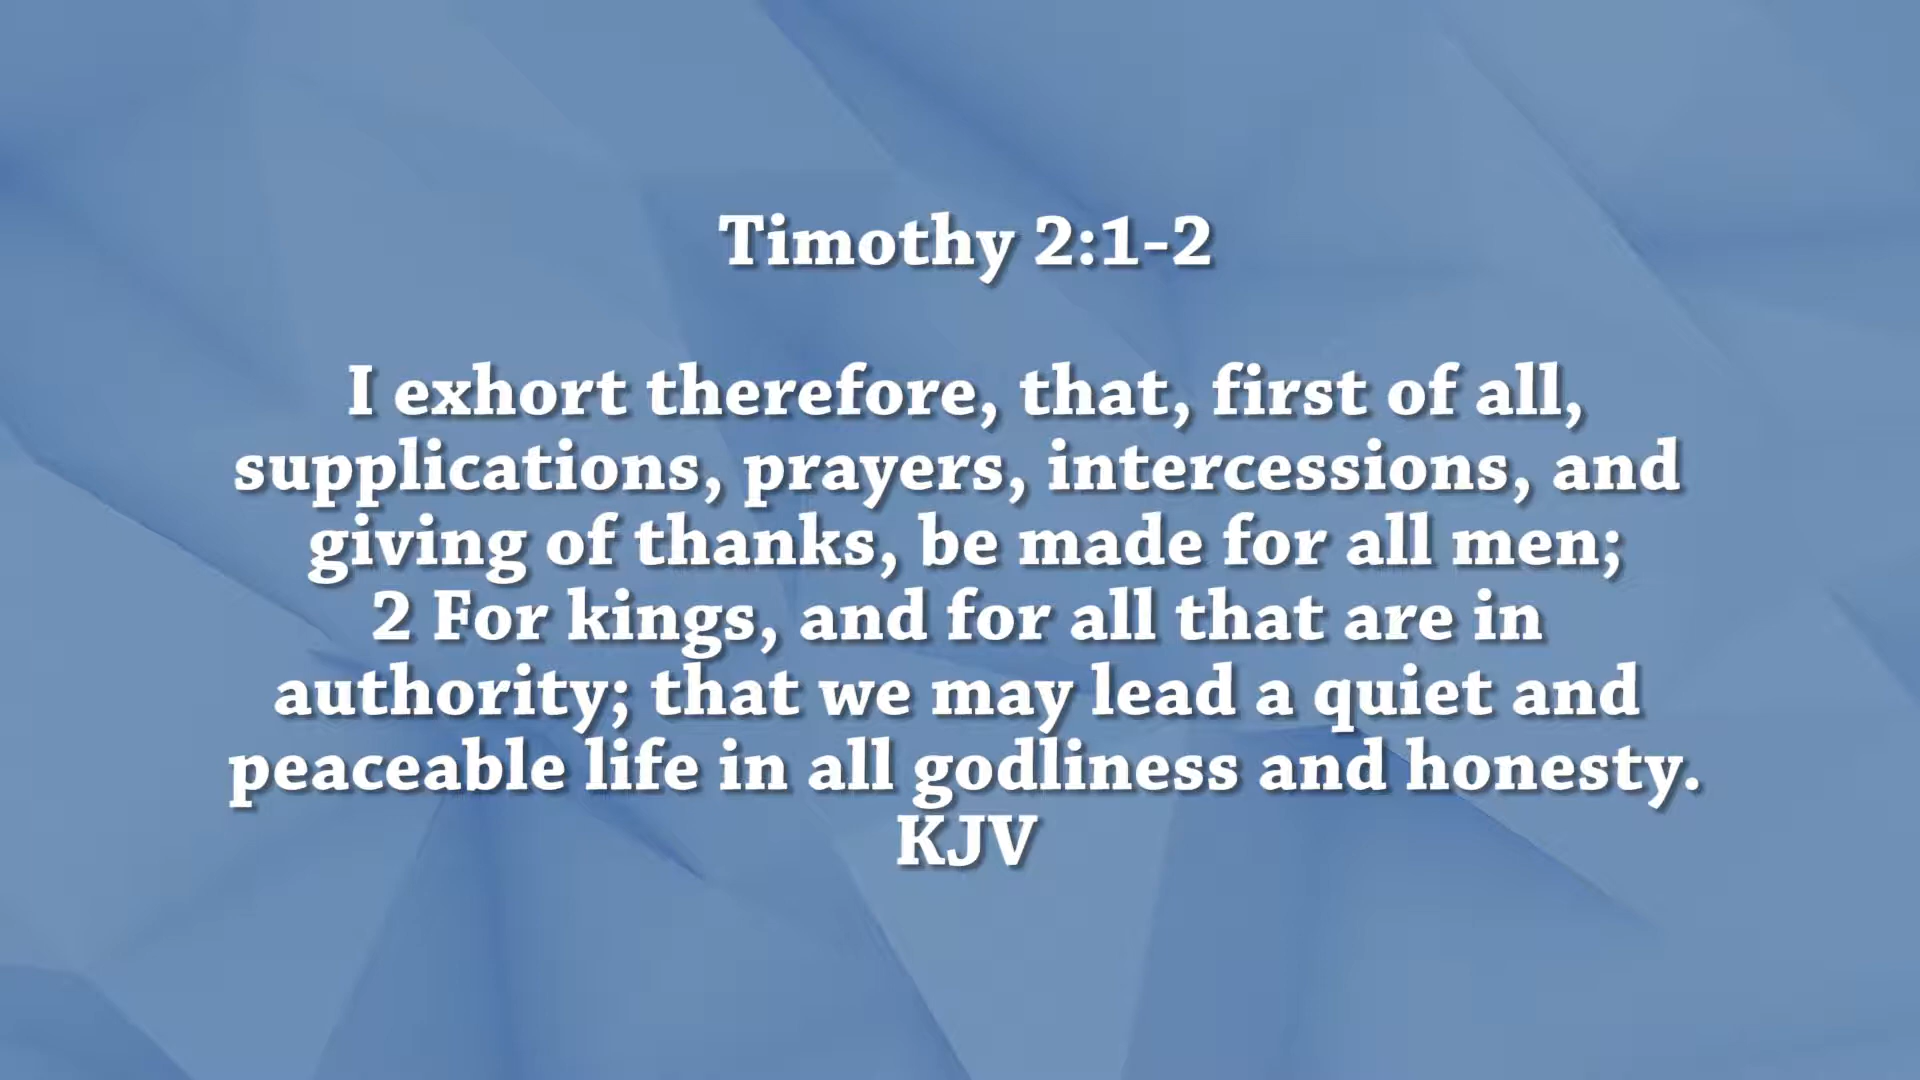 Timothy 2:1-2
I exhort therefore, that, first of all,
supplications, prayers, intercessions, and
giving of thanks, be made for all men;
2 For kings, and for all that are in
authority; that we may lead a quiet and
peaceable life in all godliness and honesty.
KJV